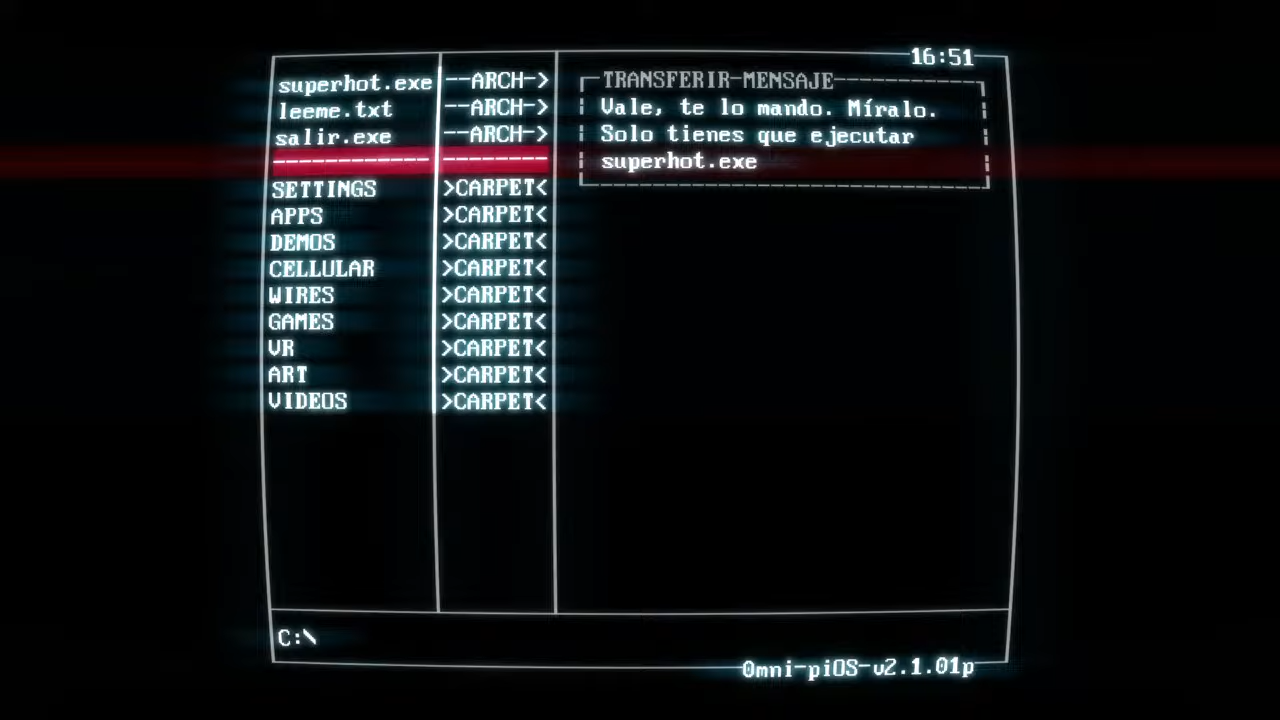 16:51
superhot.exe --ARCH->
leeme.txt --ARCH->
salir.exe --ARCH->
------------ --------
SETTINGS >CARPET<
APPS >CARPET<
DEMOS >CARPET<
CELLULAR >CARPET<
WIRES >CARPET<
GAMES >CARPET<
VR >CARPET<
ART >CARPET<
VIDEOS >CARPET<
TRANSFERIR-MENSAJE
Vale, te lo mando. Míralo.
Solo tienes que ejecutar
superhot.exe
C:\
0mni-piOS-v2.1.01p